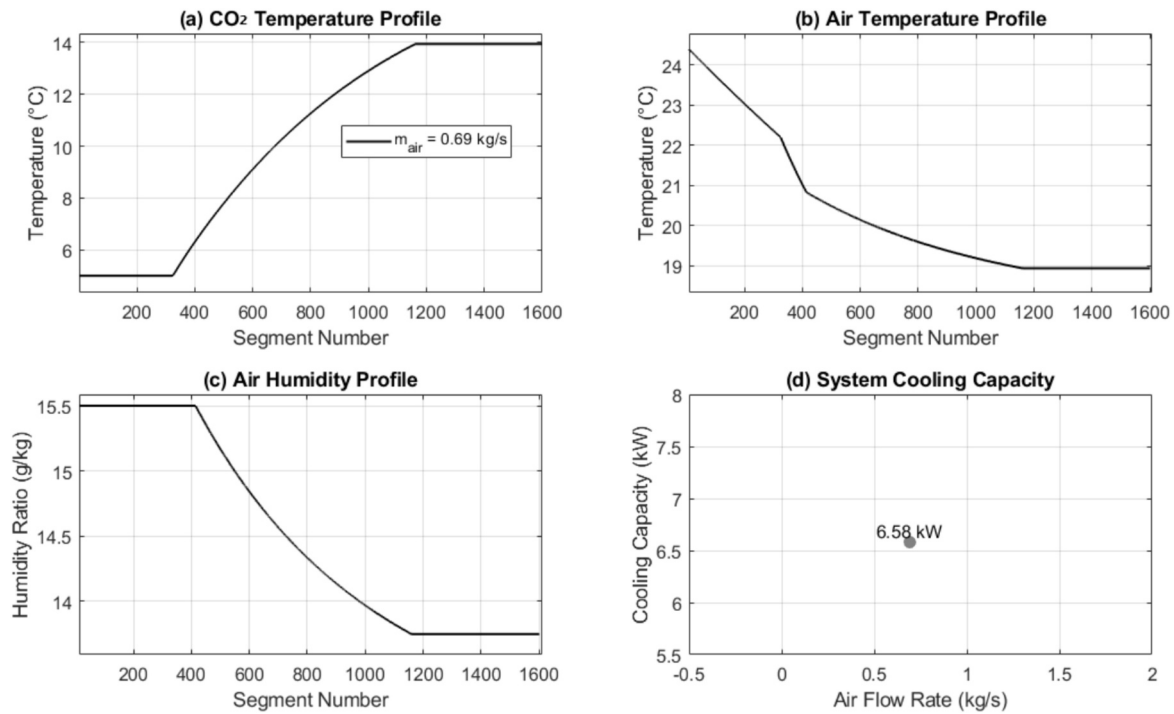 (a) CO₂ Temperature Profile
14
12
10
8
6
Temperature (°C)
m_air = 0.69 kg/s
200 400 600 800 1000 1200 1400 1600
Segment Number
(b) Air Temperature Profile
24
23
22
21
20
19
Temperature (°C)
200 400 600 800 1000 1200 1400 1600
Segment Number
(c) Air Humidity Profile
15.5
15
14.5
14
Humidity Ratio (g/kg)
200 400 600 800 1000 1200 1400 1600
Segment Number
(d) System Cooling Capacity
8
7.5
7
6.5
6
5.5
Cooling Capacity (kW)
6.58 kW
-0.5 0 0.5 1 1.5 2
Air Flow Rate (kg/s)